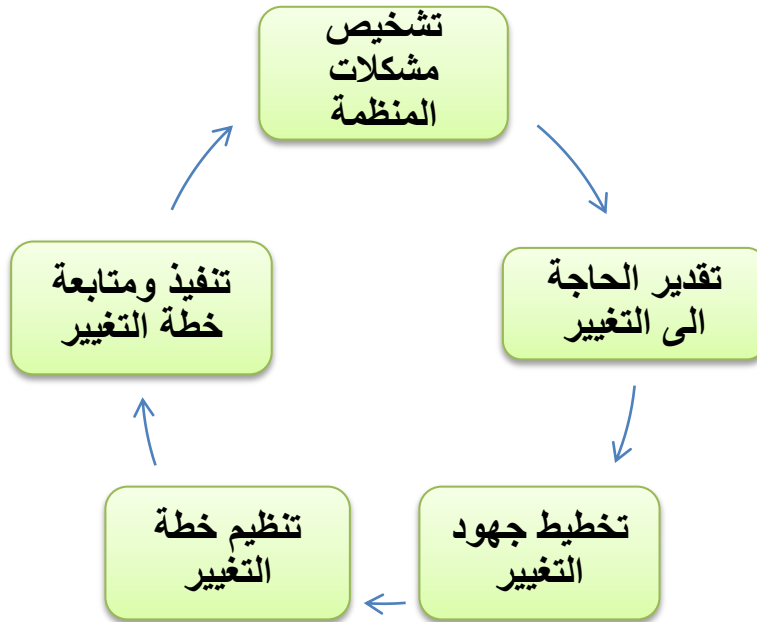 تشخيص
مشكلات
المنظمة
تقدير الحاجة
الى التغيير
تخطيط جهود
التغيير
تنظيم خطة
التغيير
تنفيذ ومتابعة
خطة التغيير